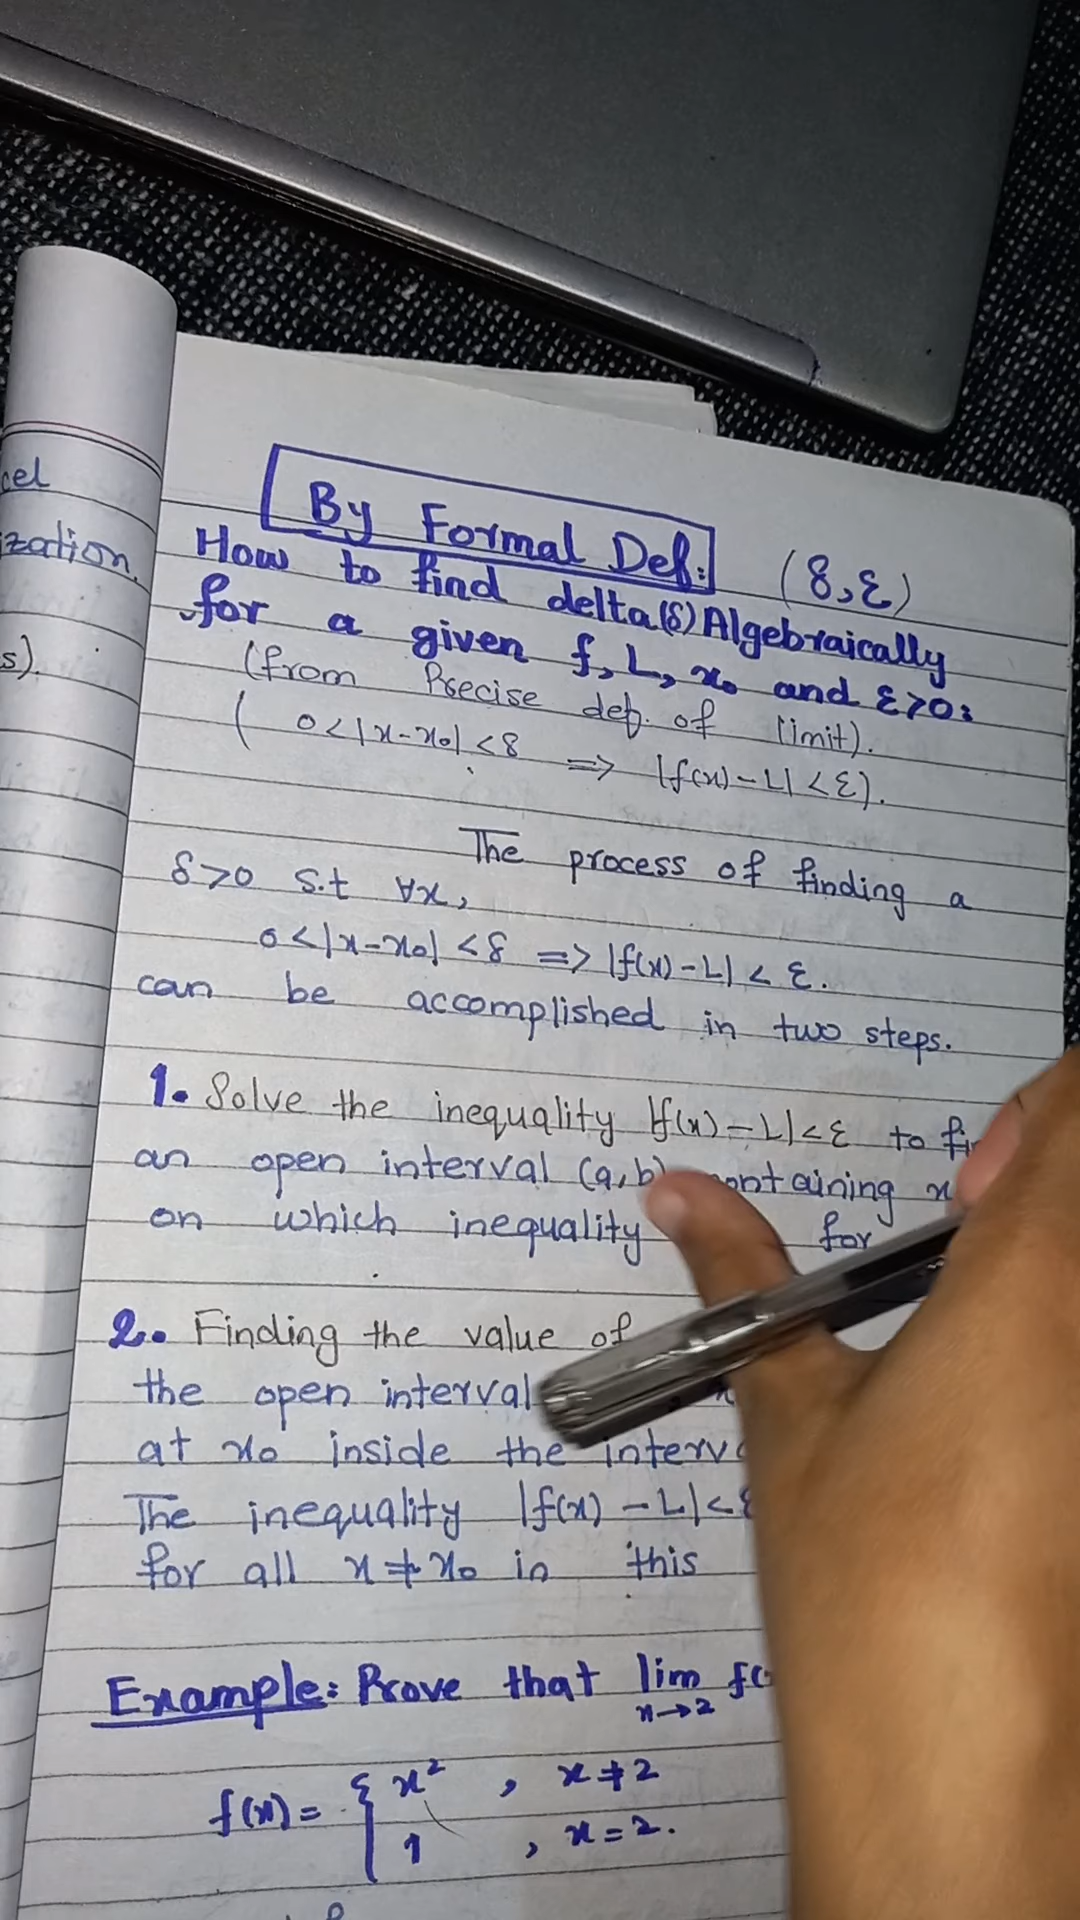 cel
zation.
s).
By Formal Def:
(δ,ε)
How to find delta(δ) Algebraically
for a given f, L, x₀ and ε>0:
(from Precise def. of limit).
( 0<|x-x₀|<δ => |f(x)-L|<ε).
The process of finding a
δ>0 s.t ∀x,
0<|x-x₀|<δ => |f(x)-L|<ε.
can be accomplished in two steps.
1. Solve the inequality |f(x)-L|<ε to
an open interval (a,b) containing
on which inequality for
2. Finding the value of
the open interval
at x₀ inside the
The inequality |f(x)-L|<ε
for all x≠x₀ in this
Example: Prove that lim
x→2
f(x)= { x² , x≠2
1 , x=2.